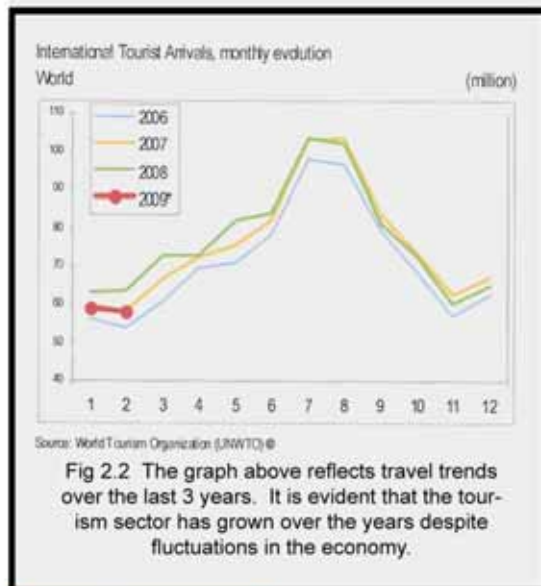 International Tourist Arrivals, monthly evolution
World (million)
110
100
90
80
70
60
50
40
2006
2007
2008
2009*
1 2 3 4 5 6 7 8 9 10 11 12
Source: World Tourism Organization (UNWTO) ©
Fig 2.2 The graph above reflects travel trends
over the last 3 years. It is evident that the tour-
ism sector has grown over the years despite
fluctuations in the economy.